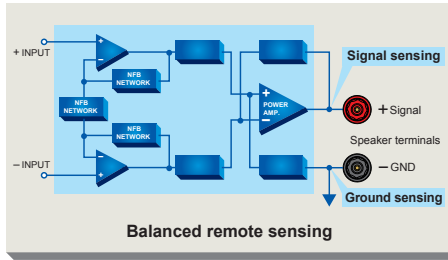 Signal sensing
+ INPUT
NFB
NETWORK
NFB
NETWORK
NFB
NETWORK
POWER
AMP.
+ Signal
Speaker terminals
– GND
– INPUT
Ground sensing
Balanced remote sensing